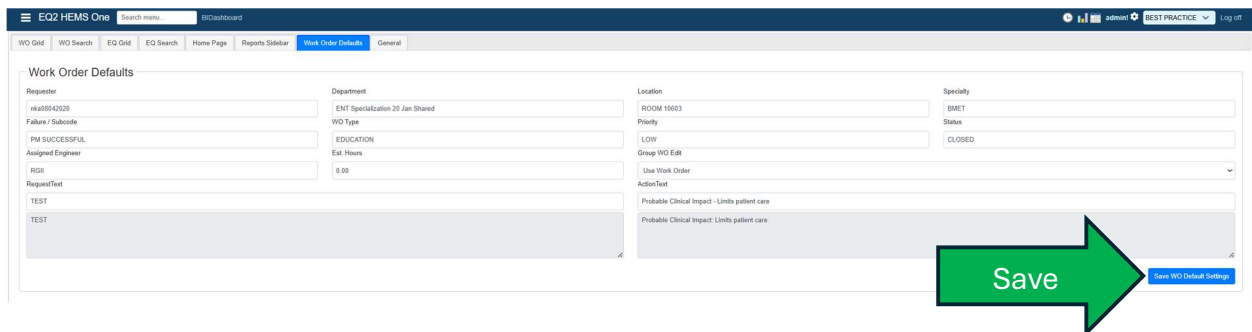 EQ2 HEMS One Search menu... BIDashboard admin! BEST PRACTICE Log off
WO Grid WO Search EQ Grid EQ Search Home Page Reports Sidebar Work Order Defaults General
Work Order Defaults
Requester Department Location Specialty
nka08042020 ENT Specialization 20 Jan Shared ROOM 10603 BMET
Failure / Subcode WO Type Priority Status
PM SUCCESSFUL EDUCATION LOW CLOSED
Assigned Engineer Est. Hours Group WO Edit
RGII 0.00 Use Work Order
RequestText ActionText
TEST Probable Clinical Impact - Limits patient care
TEST Probable Clinical Impact: Limits patient care
Save Save WO Default Settings